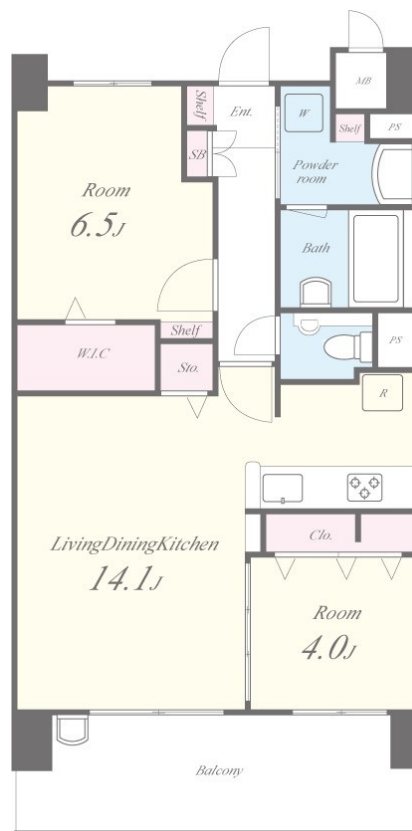 MB
Shelf
Ent.
W
Shelf
PS
SB
Powder
room
Room
6.5J
Bath
Shelf
W.I.C
Sto.
PS
R
LivingDiningKitchen
14.1J
Clo.
Room
4.0J
Balcony